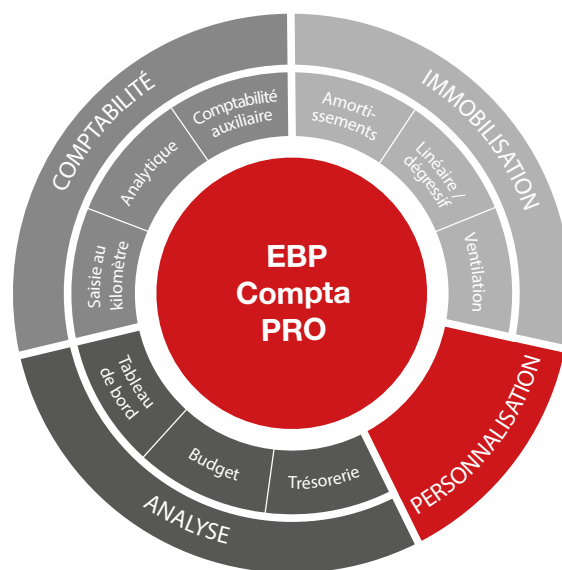 COMPTABILITÉ
Saisie au
kilomètre
Analytique
Comptabilité
auxiliaire
IMMOBILISATION
Amorti-
ssements
Linéaire /
dégressif
Ventilation
EBP
Compta
PRO
PERSONNALISATION
ANALYSE
Tableau
de bord
Budget
Trésorerie